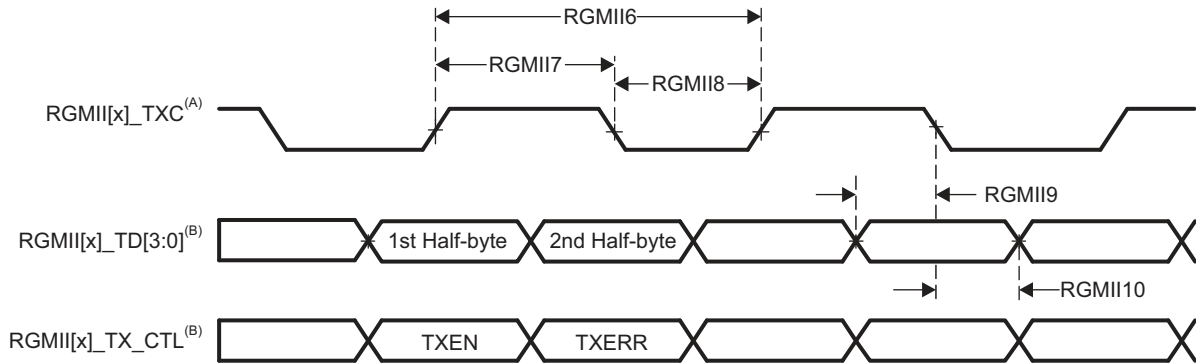 RGMII6
RGMII7
RGMII8
RGMII[x]_TXC(A)
RGMII9
RGMII[x]_TD[3:0](B)
1st Half-byte
2nd Half-byte
RGMII10
RGMII[x]_TX_CTL(B)
TXEN
TXERR